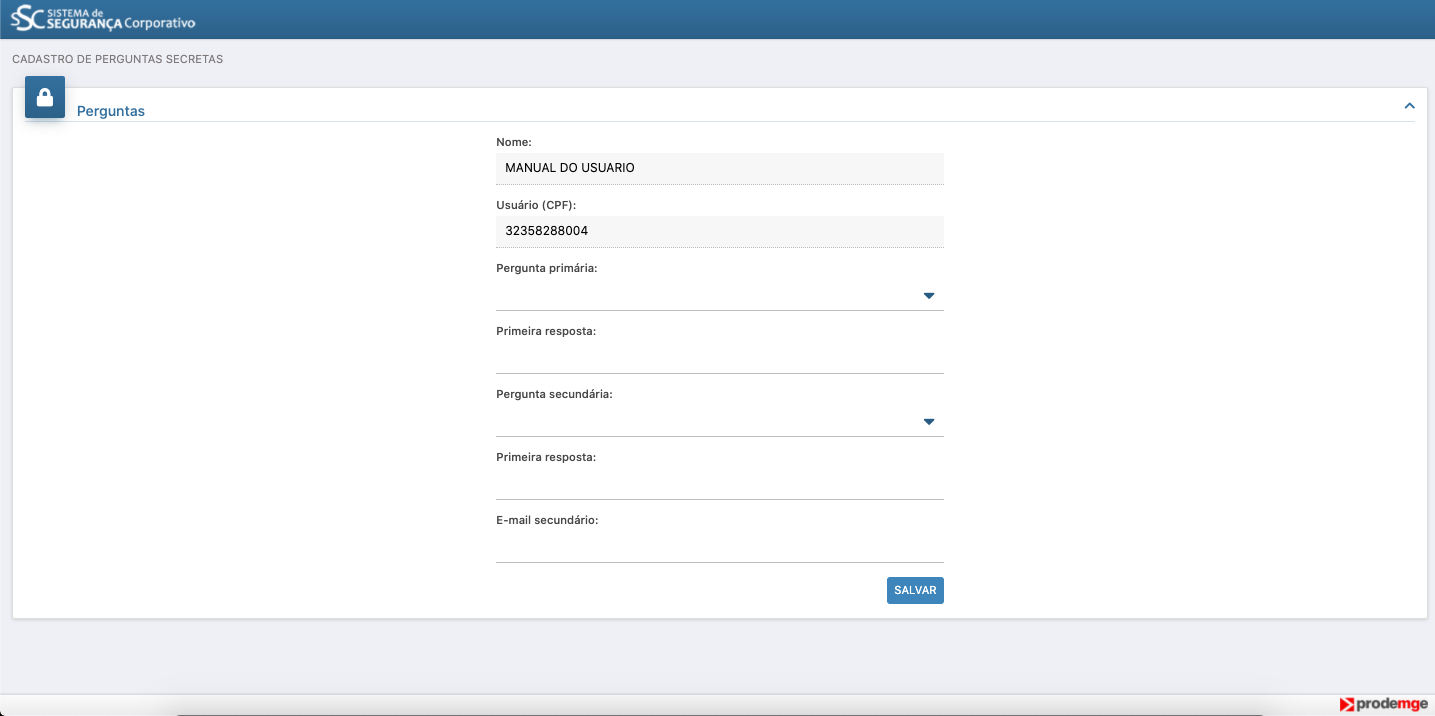 SSC SISTEMA de
SEGURANÇA Corporativo
CADASTRO DE PERGUNTAS SECRETAS
Perguntas
Nome:
MANUAL DO USUARIO
Usuário (CPF):
32358288004
Pergunta primária:
Primeira resposta:
Pergunta secundária:
Primeira resposta:
E-mail secundário:
SALVAR
prodemge